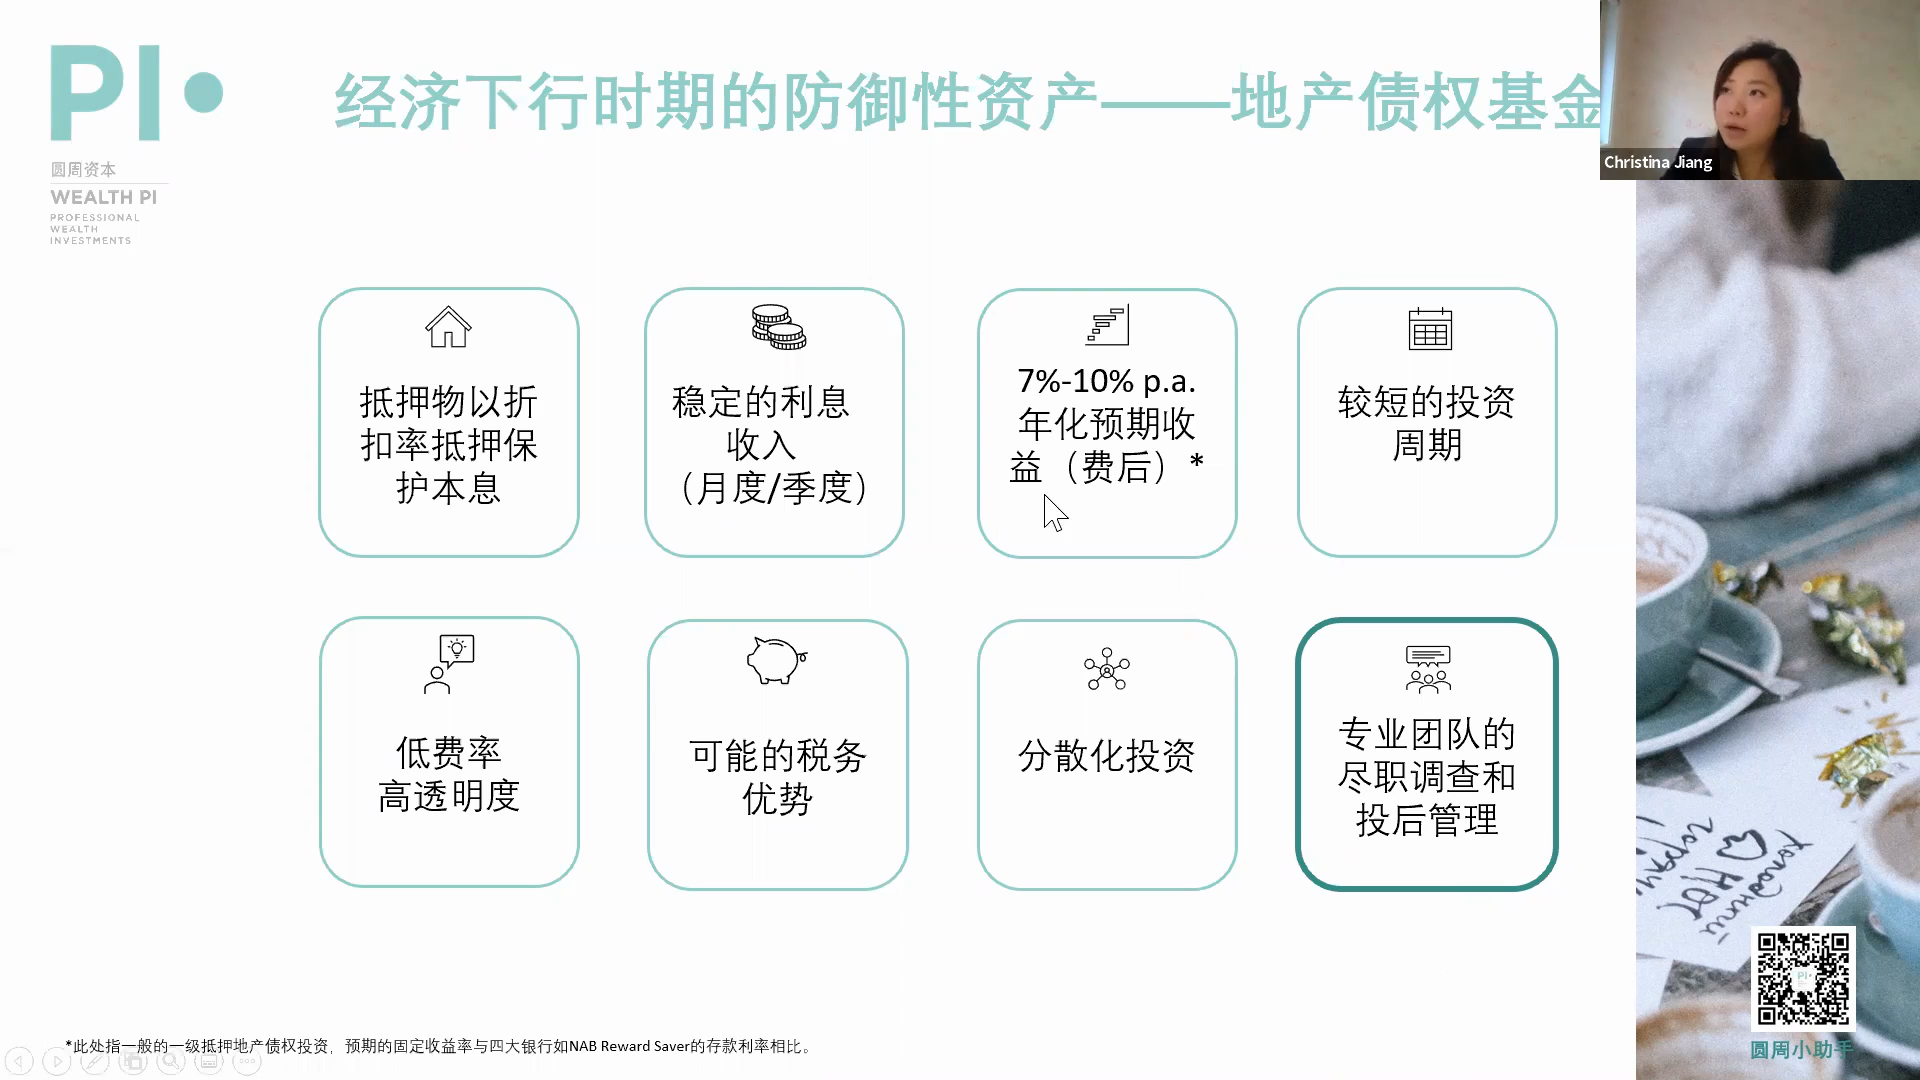 PI
圆周资本
WEALTH PI
PROFESSIONAL
WEALTH
INVESTMENTS
经济下行时期的防御性资产——地产债权基金
Christina Jiang
抵押物以折
扣率抵押保
护本息
稳定的利息
收入
（月度/季度）
7%-10% p.a.
年化预期收
益（费后）*
较短的投资
周期
低费率
高透明度
可能的税务
优势
分散化投资
专业团队的
尽职调查和
投后管理
*此处指一般的一级抵押地产债权投资，预期的固定收益率与四大银行如NAB Reward Saver的存款利率相比。
圆周小助手